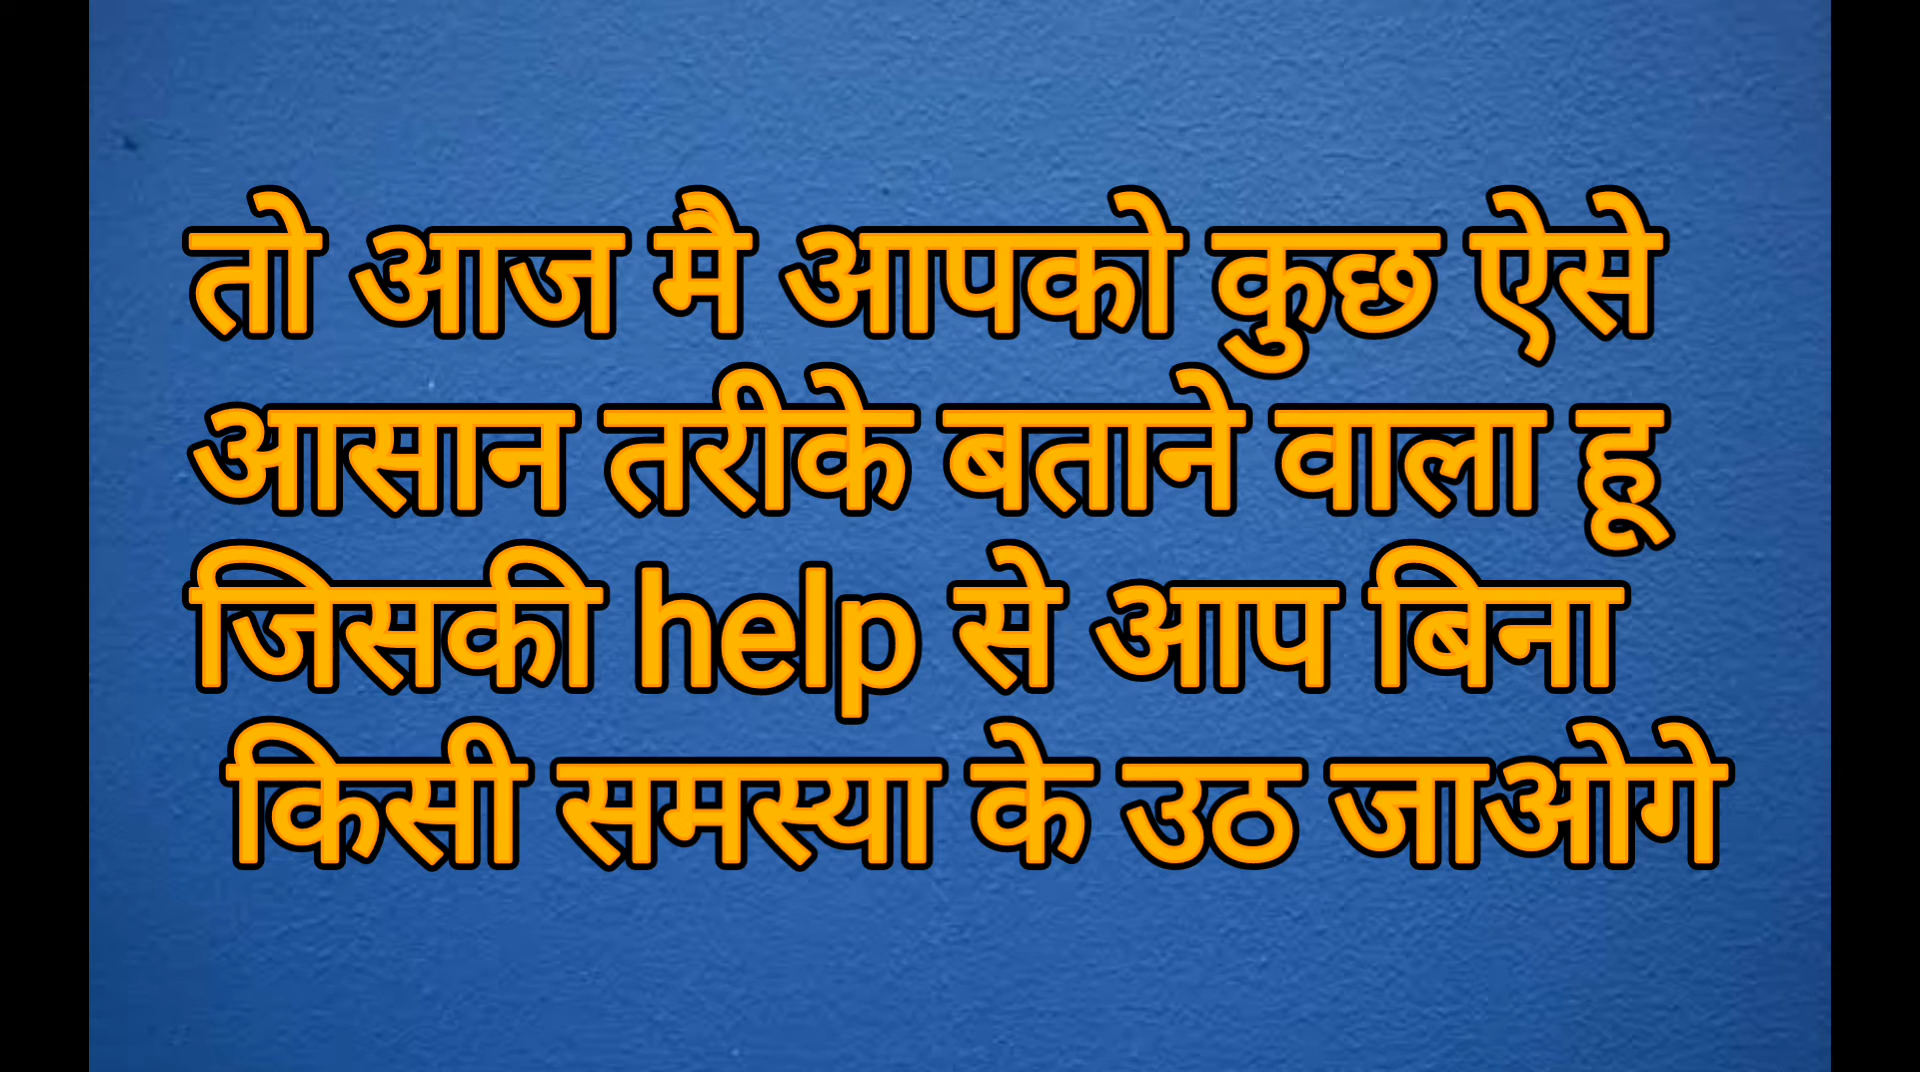 तो आज मै आपको कुछ ऐसे
आसान तरीके बताने वाला हू
जिसकी help से आप बिना
किसी समस्या के उठ जाओगे